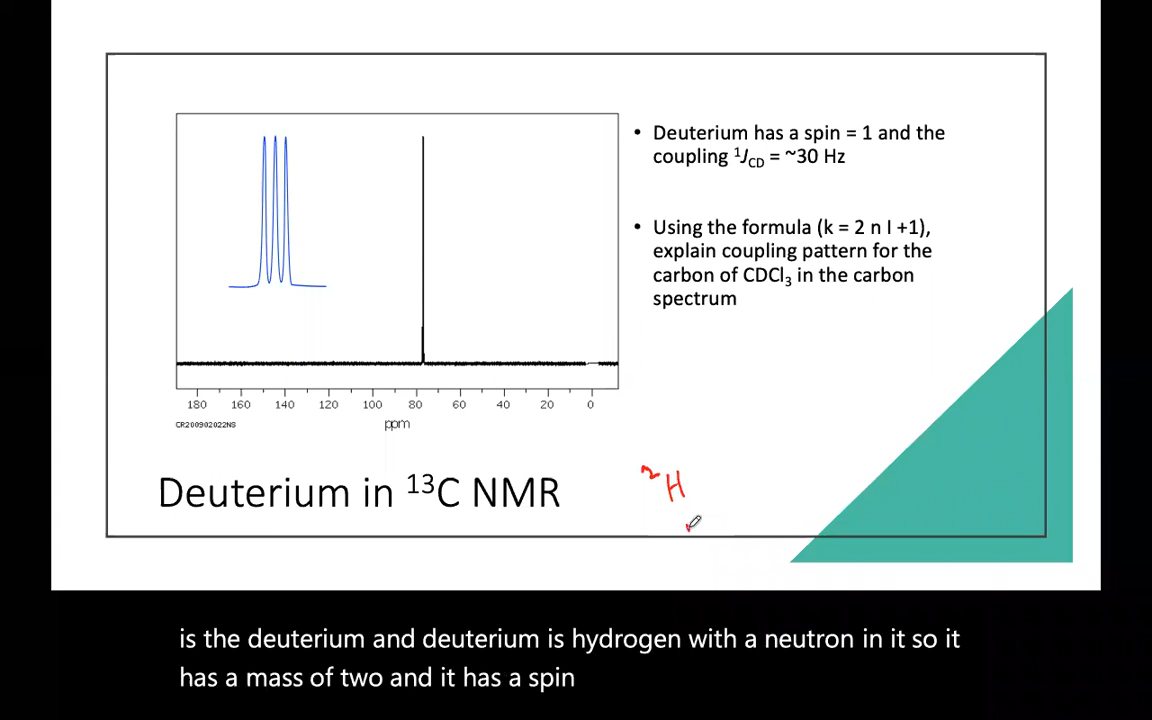 • Deuterium has a spin = 1 and the
coupling ¹J_CD = ~30 Hz
• Using the formula (k = 2 n I +1),
explain coupling pattern for the
carbon of CDCl₃ in the carbon
spectrum
180 160 140 120 100 80 60 40 20 0
CR200902022NS
ppm
Deuterium in ¹³C NMR
²H
is the deuterium and deuterium is hydrogen with a neutron in it so it
has a mass of two and it has a spin